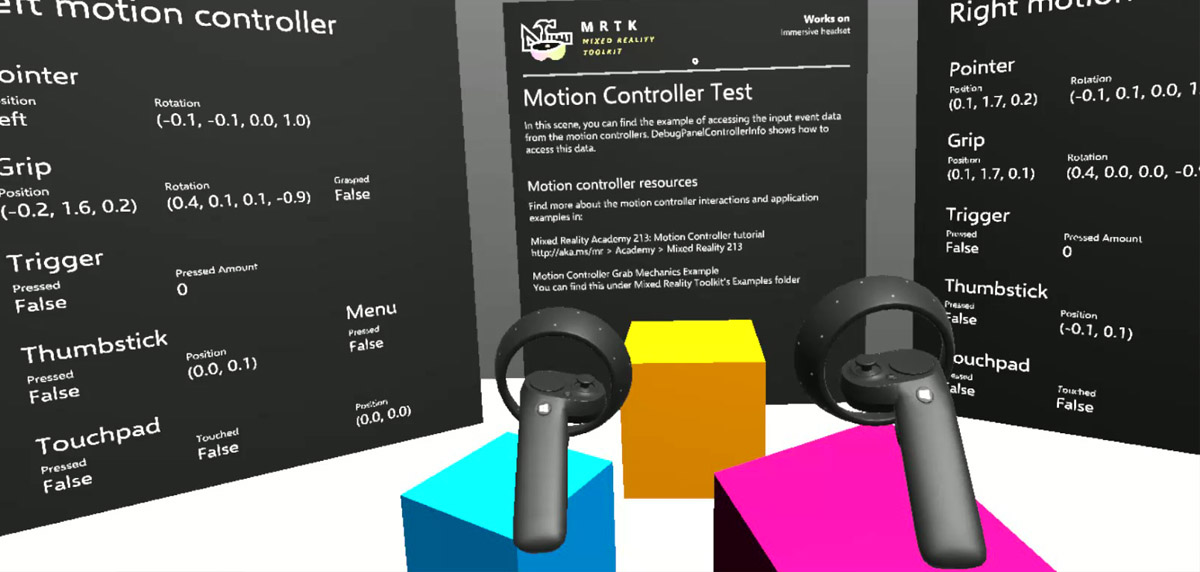 motion controller
Rotation
(-0.1, -0.1, 0.0, 1.0)
Grip
Position
(-0.2, 1.6, 0.2)
Rotation
(0.4, 0.1, 0.1, -0.9)
Grasped
False
Trigger
Pressed
False
Pressed Amount
0
Thumbstick
Pressed
False
Position
(0.0, 0.1)
Menu
Pressed
False
Touchpad
Pressed
False
Touched
False
Position
(0.0, 0.0)
MRTK
MIXED REALITY
TOOLKIT
Works on
Immersive headset
Motion Controller Test
In this scene, you can find the example of accessing the input event data
from the motion controllers. DebugPanelControllerInfo shows how to
access this data.
Motion controller resources
Find more about the motion controller interactions and application
examples in:
Mixed Reality Academy 213: Motion Controller tutorial
http://aka.ms/mr > Academy > Mixed Reality 213
Motion Controller Grab Mechanics Example
You can find this under Mixed Reality Toolkit's Examples folder
Right
Pointer
Position
(0.1, 1.7, 0.2)
Rotation
(-0.1, 0.1, 0.0,
Grip
Position
(0.1, 1.7, 0.1)
Rotation
(0.4, 0.0, 0.0,
Trigger
Pressed
False
Pressed Amount
0
Thumbstick
Pressed
False
Position
(-0.1, 0.1)
Touched
False